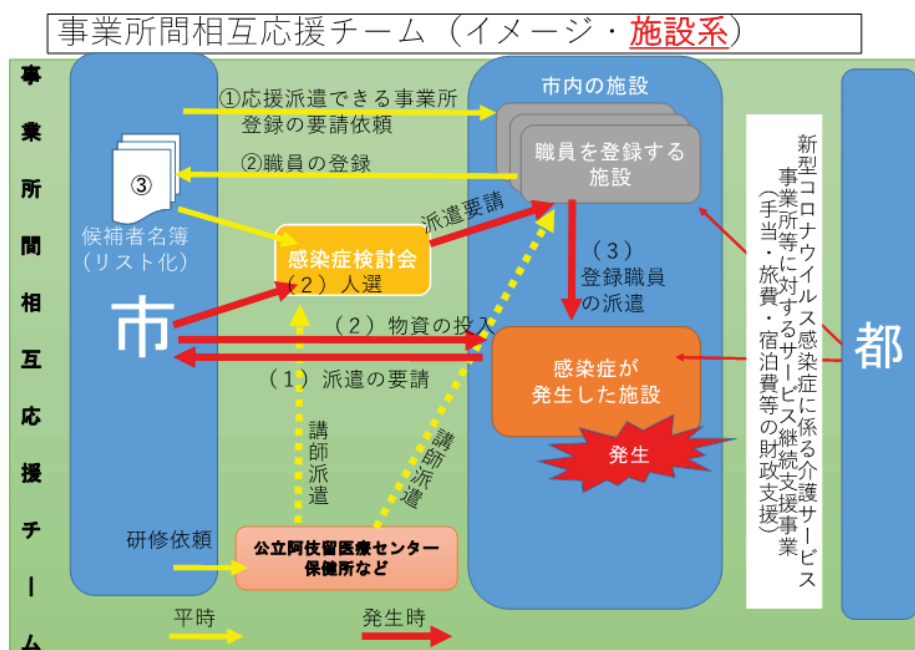 事業所間相互応援チーム（イメージ・施設系）
事業所間相互応援チーム
①応援派遣できる事業所
登録の要請依頼
②職員の登録
③
候補者名簿
（リスト化）
市
感染症検討会
（2）人選
派遣要請
（2）物資の投入
（1）派遣の要請
講師派遣
講師派遣
研修依頼
公立阿伎留医療センター
保健所など
平時
発生時
市内の施設
職員を登録する
施設
（3）
登録職員
の派遣
感染症が
発生した施設
発生
新型コロナウイルス感染症に係る介護サービス
事業所等に対するサービス継続支援事業
（手当・旅費・宿泊費等の財政支援）
都